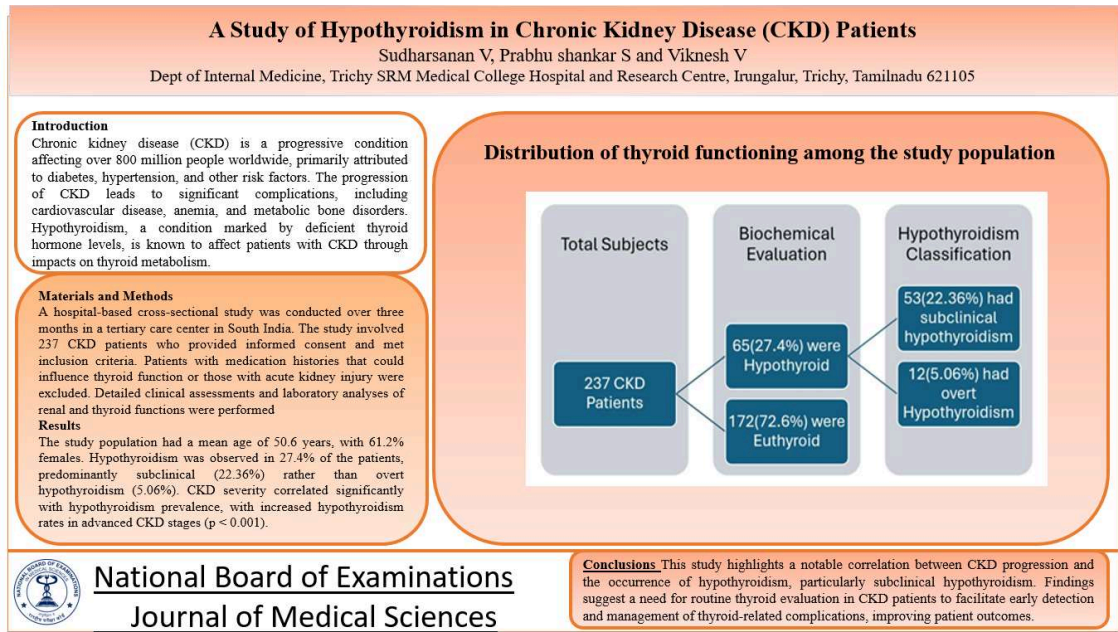 A Study of Hypothyroidism in Chronic Kidney Disease (CKD) Patients
Sudharsanan V, Prabhu shankar S and Viknesh V
Dept of Internal Medicine, Trichy SRM Medical College Hospital and Research Centre, Irungalur, Trichy, Tamilnadu 621105
Introduction
Chronic kidney disease (CKD) is a progressive condition
affecting over 800 million people worldwide, primarily attributed
to diabetes, hypertension, and other risk factors. The progression
of CKD leads to significant complications, including
cardiovascular disease, anemia, and metabolic bone disorders.
Hypothyroidism, a condition marked by deficient thyroid
hormone levels, is known to affect patients with CKD through
impacts on thyroid metabolism.
Materials and Methods
A hospital-based cross-sectional study was conducted over three
months in a tertiary care center in South India. The study involved
237 CKD patients who provided informed consent and met
inclusion criteria. Patients with medication histories that could
influence thyroid function or those with acute kidney injury were
excluded. Detailed clinical assessments and laboratory analyses of
renal and thyroid functions were performed
Results
The study population had a mean age of 50.6 years, with 61.2%
females. Hypothyroidism was observed in 27.4% of the patients,
predominantly subclinical (22.36%) rather than overt
hypothyroidism (5.06%). CKD severity correlated significantly
with hypothyroidism prevalence, with increased hypothyroidism
rates in advanced CKD stages (p < 0.001).
Distribution of thyroid functioning among the study population
Total Subjects
237 CKD
Patients
Biochemical
Evaluation
65(27.4%) were
Hypothyroid
172(72.6%) were
Euthyroid
Hypothyroidism
Classification
53(22.36%) had
subclinical
hypothyroidism
12(5.06%) had
overt
Hypothyroidism
NATIONAL BOARD OF EXAMINATIONS
IN MEDICAL SCIENCES
National Board of Examinations
Journal of Medical Sciences
Conclusions This study highlights a notable correlation between CKD progression and
the occurrence of hypothyroidism, particularly subclinical hypothyroidism. Findings
suggest a need for routine thyroid evaluation in CKD patients to facilitate early detection
and management of thyroid-related complications, improving patient outcomes.